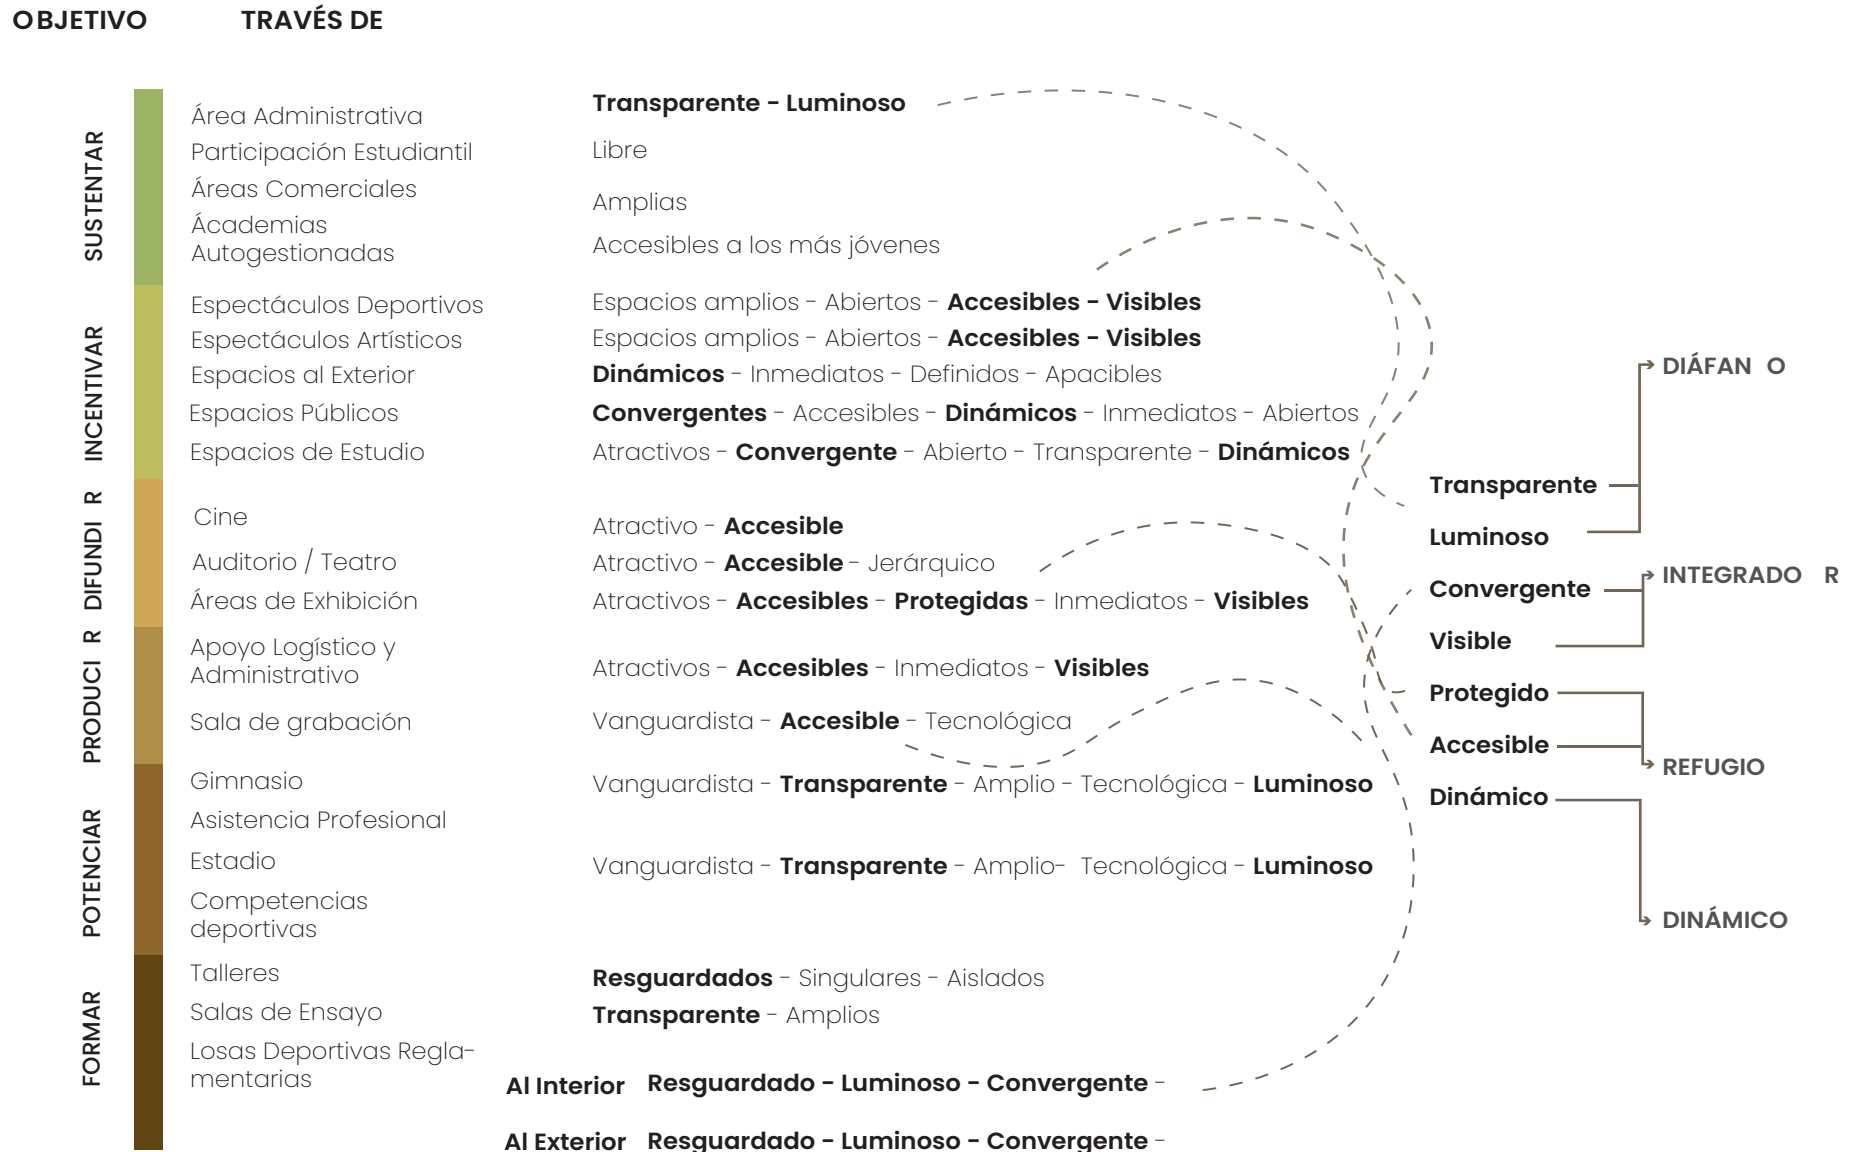 OBJETIVO TRAVÉS DE
SUSTENTAR
Área Administrativa
Participación Estudiantil
Áreas Comerciales
Ácademias
Autogestionadas
Transparente - Luminoso
Libre
Amplias
Accesibles a los más jóvenes
INCENTIVAR
Espectáculos Deportivos
Espectáculos Artísticos
Espacios al Exterior
Espacios Públicos
Espacios de Estudio
Espacios amplios - Abiertos - Accesibles - Visibles
Espacios amplios - Abiertos - Accesibles - Visibles
Dinámicos - Inmediatos - Definidos - Apacibles
Convergentes - Accesibles - Dinámicos - Inmediatos - Abiertos
Atractivos - Convergente - Abierto - Transparente - Dinámicos
DIFUNDI R
Cine
Auditorio / Teatro
Áreas de Exhibición
Atractivo - Accesible
Atractivo - Accesible - Jerárquico
Atractivos - Accesibles - Protegidas - Inmediatos - Visibles
PRODUCI R
Apoyo Logístico y
Administrativo
Sala de grabación
Atractivos - Accesibles - Inmediatos - Visibles
Vanguardista - Accesible - Tecnológica
POTENCIAR
Gimnasio
Asistencia Profesional
Estadio
Competencias
deportivas
Vanguardista - Transparente - Amplio - Tecnológica - Luminoso
Vanguardista - Transparente - Amplio- Tecnológica - Luminoso
FORMAR
Talleres
Salas de Ensayo
Losas Deportivas Regla-
mentarias
Resguardados - Singulares - Aislados
Transparente - Amplios
Al Interior Resguardado - Luminoso - Convergente -
Al Exterior Resguardado - Luminoso - Convergente -
Transparente
Luminoso
Convergente
Visible
Protegido
Accesible
Dinámico
DIÁFAN O
INTEGRADO R
REFUGIO
DINÁMICO